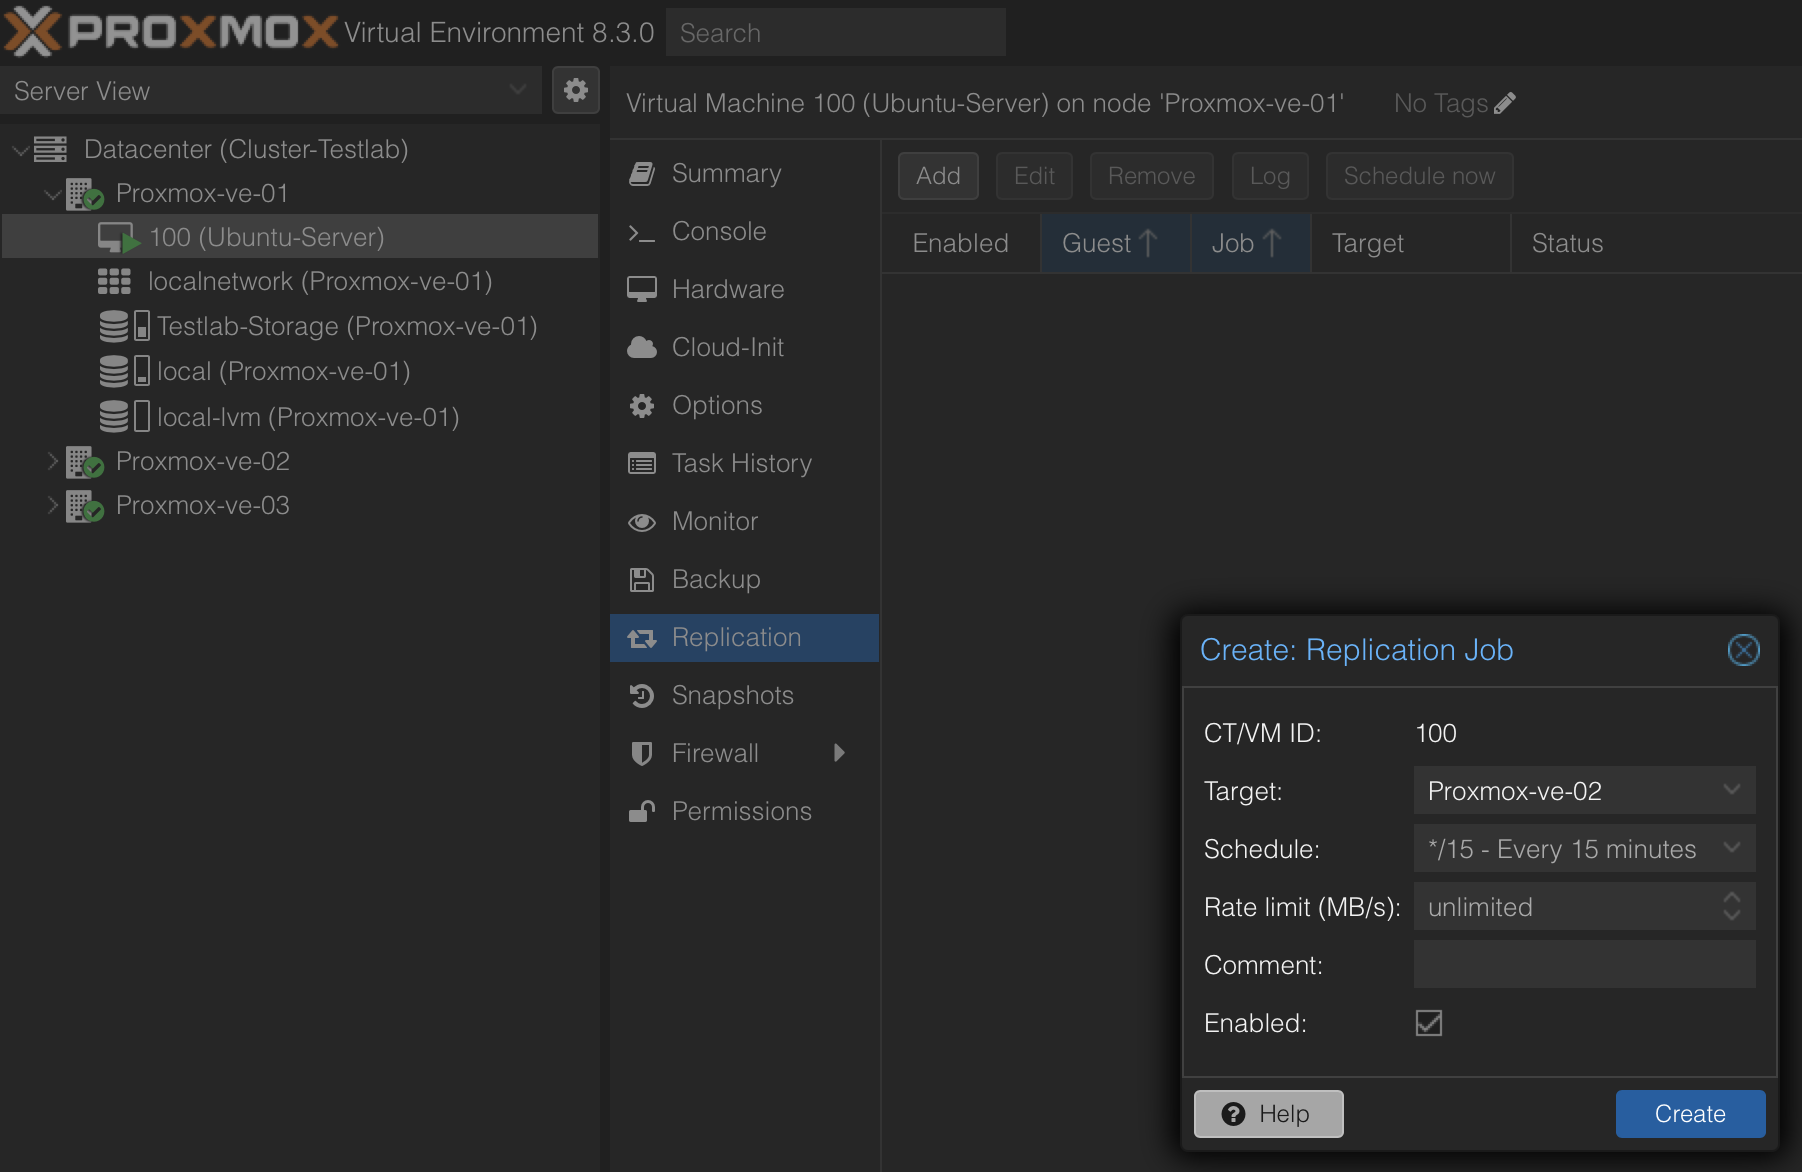 PROXMOX Virtual Environment 8.3.0 Search
Server View
Datacenter (Cluster-Testlab)
Proxmox-ve-01
100 (Ubuntu-Server)
localnetwork (Proxmox-ve-01)
Testlab-Storage (Proxmox-ve-01)
local (Proxmox-ve-01)
local-lvm (Proxmox-ve-01)
Proxmox-ve-02
Proxmox-ve-03
Virtual Machine 100 (Ubuntu-Server) on node 'Proxmox-ve-01' No Tags
Summary
Console
Hardware
Cloud-Init
Options
Task History
Monitor
Backup
Replication
Snapshots
Firewall
Permissions
Add Edit Remove Log Schedule now
Enabled Guest Job Target Status
Create: Replication Job
CT/VM ID: 100
Target: Proxmox-ve-02
Schedule: */15 - Every 15 minutes
Rate limit (MB/s): unlimited
Comment:
Enabled:
Help Create